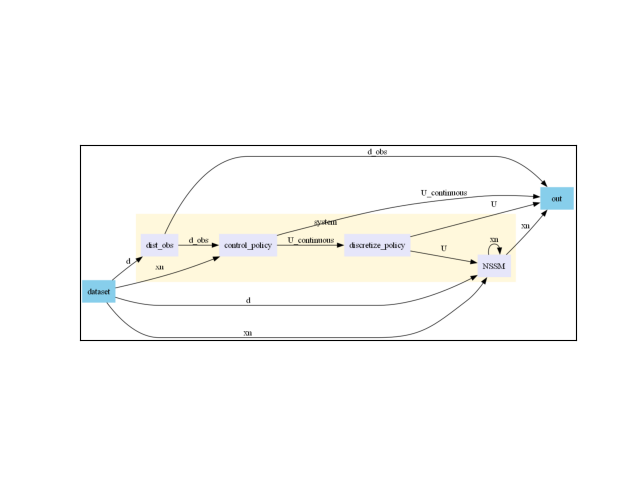 d_obs
U_continuous
out
U
system
xn
dist_obs
d_obs
control_policy
U_continuous
discretize_policy
xn
d
xn
U
NSSM
dataset
d
xn